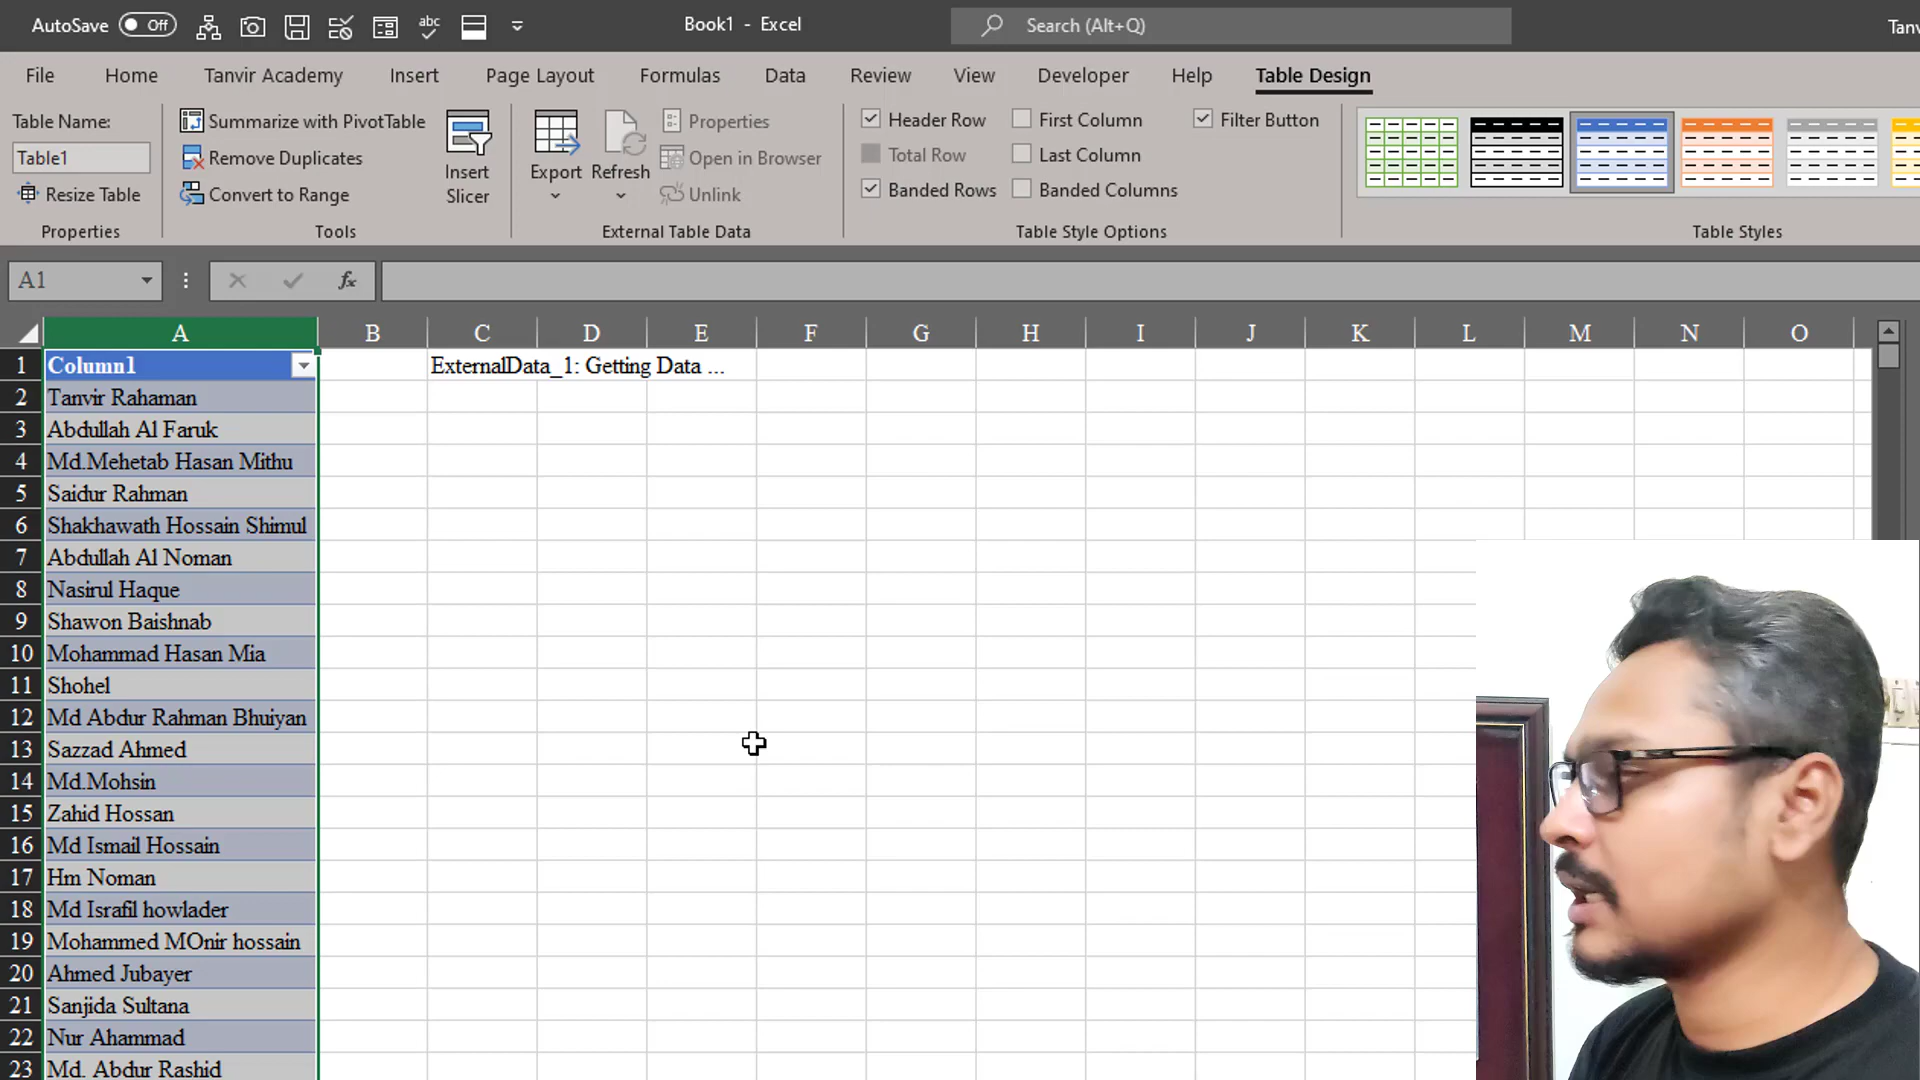 AutoSave Off abc Book1 - Excel Search (Alt+Q) Tanv
File Home Tanvir Academy Insert Page Layout Formulas Data Review View Developer Help Table Design
Table Name:
Table1
Resize Table
Properties
Summarize with PivotTable
Remove Duplicates
Convert to Range
Insert
Slicer
Tools
Export
Refresh
Properties
Open in Browser
Unlink
External Table Data
Header Row
Total Row
Banded Rows
First Column
Last Column
Banded Columns
Filter Button
Table Style Options
Table Styles
A1 fx
A B C D E F G H I J K L M N O
1 Column1 ExternalData_1: Getting Data ...
2 Tanvir Rahaman
3 Abdullah Al Faruk
4 Md.Mehetab Hasan Mithu
5 Saidur Rahman
6 Shakhawath Hossain Shimul
7 Abdullah Al Noman
8 Nasirul Haque
9 Shawon Baishnab
10 Mohammad Hasan Mia
11 Shohel
12 Md Abdur Rahman Bhuiyan
13 Sazzad Ahmed
14 Md.Mohsin
15 Zahid Hossan
16 Md Ismail Hossain
17 Hm Noman
18 Md Israfil howlader
19 Mohammed MOnir hossain
20 Ahmed Jubayer
21 Sanjida Sultana
22 Nur Ahammad
23 Md. Abdur Rashid